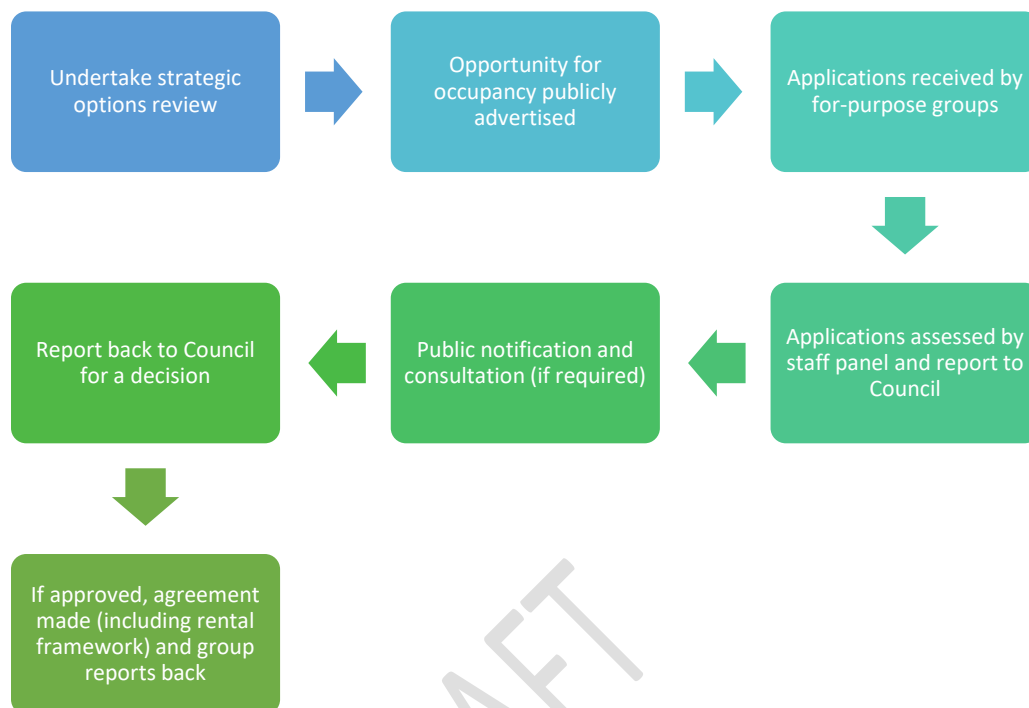 Undertake strategic
options review
Opportunity for
occupancy publicly
advertised
Applications received by
for-purpose groups
Applications assessed by
staff panel and report to
Council
Public notification and
consultation (if required)
Report back to Council
for a decision
If approved, agreement
made (including rental
framework) and group
reports back
AFT